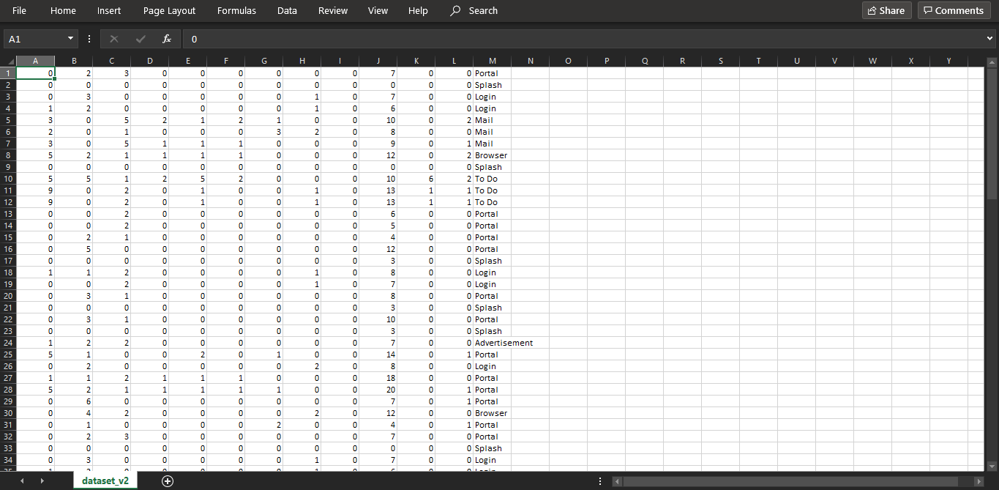 File Home Insert Page Layout Formulas Data Review View Help Search Share Comments
A1 fx 0
A B C D E F G H I J K L M N O P Q R S T U V W X Y
1 0 2 3 0 0 0 0 0 0 7 0 0 Portal
2 0 0 0 0 0 0 0 0 0 0 0 0 Splash
3 0 3 0 0 0 0 0 1 0 7 0 0 Login
4 1 2 0 0 0 0 0 1 0 6 0 0 Login
5 3 0 5 2 1 2 1 0 0 10 0 2 Mail
6 2 0 1 0 0 0 3 2 0 8 0 0 Mail
7 3 0 5 1 1 1 0 0 0 9 0 1 Mail
8 5 2 1 1 1 1 0 0 0 12 0 2 Browser
9 0 0 0 0 0 0 0 0 0 0 0 0 Splash
10 5 5 1 2 5 2 0 0 0 10 6 2 To Do
11 9 0 2 0 1 0 0 1 0 13 1 1 To Do
12 9 0 2 0 1 0 0 1 0 13 1 1 To Do
13 0 0 2 0 0 0 0 0 0 6 0 0 Portal
14 0 0 2 0 0 0 0 0 0 5 0 0 Portal
15 0 2 1 0 0 0 0 0 0 4 0 0 Portal
16 0 5 0 0 0 0 0 0 0 12 0 0 Portal
17 0 0 0 0 0 0 0 0 0 3 0 0 Splash
18 1 1 2 0 0 0 0 1 0 8 0 0 Login
19 0 0 2 0 0 0 0 1 0 7 0 0 Login
20 0 3 1 0 0 0 0 0 0 8 0 0 Portal
21 0 0 0 0 0 0 0 0 0 3 0 0 Splash
22 0 3 1 0 0 0 0 0 0 10 0 0 Portal
23 0 0 0 0 0 0 0 0 0 3 0 0 Splash
24 1 2 2 0 0 0 0 0 0 7 0 0 Advertisement
25 5 1 0 0 2 0 1 0 0 14 0 1 Portal
26 0 2 0 0 0 0 0 2 0 8 0 0 Login
27 1 1 2 1 1 1 0 0 0 18 0 0 Portal
28 5 2 1 1 1 1 1 0 0 20 0 1 Portal
29 0 6 0 0 0 0 0 0 0 7 0 1 Portal
30 0 4 2 0 0 0 0 2 0 12 0 0 Browser
31 0 1 0 0 0 0 2 0 0 4 0 1 Portal
32 0 2 3 0 0 0 0 0 0 7 0 0 Portal
33 0 0 0 0 0 0 0 0 0 0 0 0 Splash
34 0 3 0 0 0 0 0 1 0 7 0 0 Login
dataset_v2